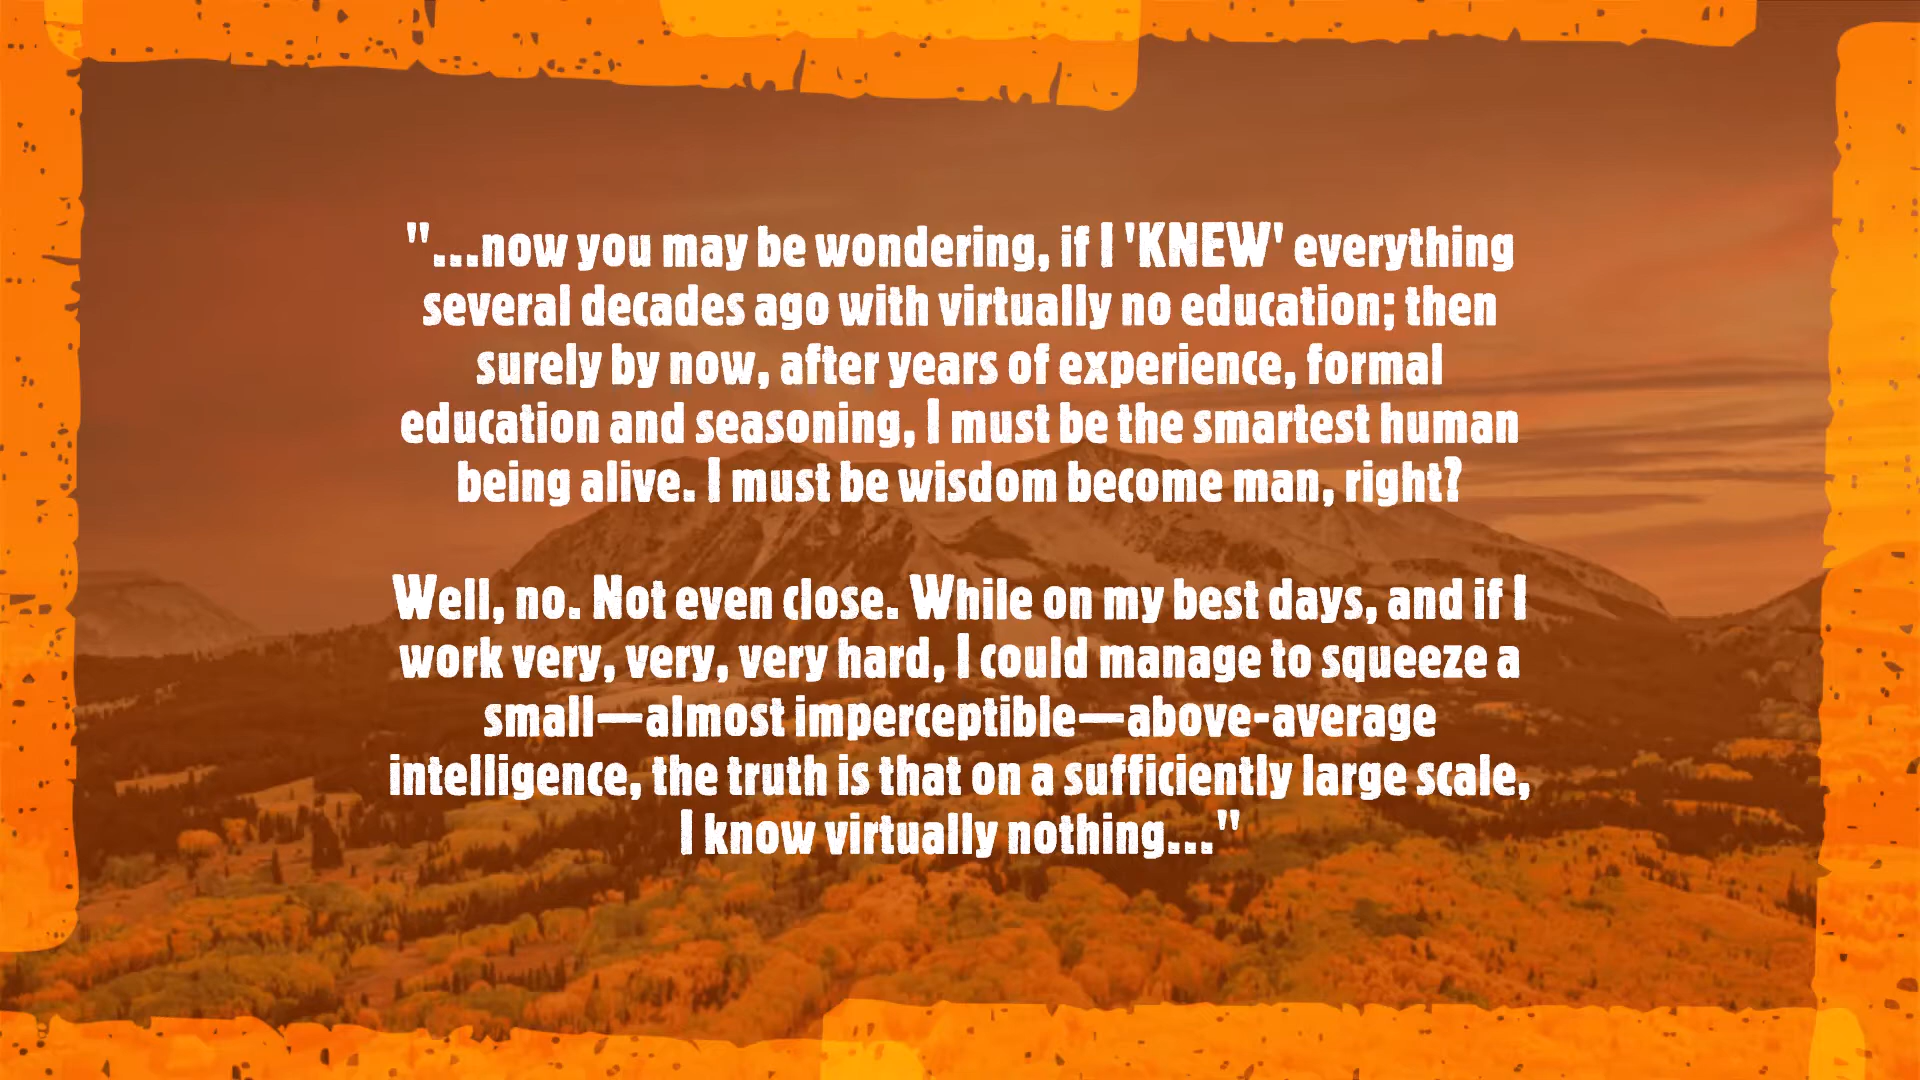 "...now you may be wondering, if I 'KNEW' everything
several decades ago with virtually no education; then
surely by now, after years of experience, formal
education and seasoning, I must be the smartest human
being alive. I must be wisdom become man, right?
Well, no. Not even close. While on my best days, and if I
work very, very, very hard, I could manage to squeeze a
small—almost imperceptible—above-average
intelligence, the truth is that on a sufficiently large scale,
I know virtually nothing..."